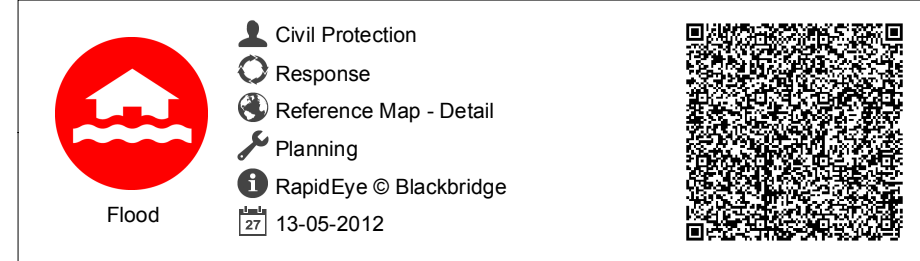 Civil Protection
Response
Reference Map - Detail
Planning
RapidEye © Blackbridge
27 13-05-2012
Flood